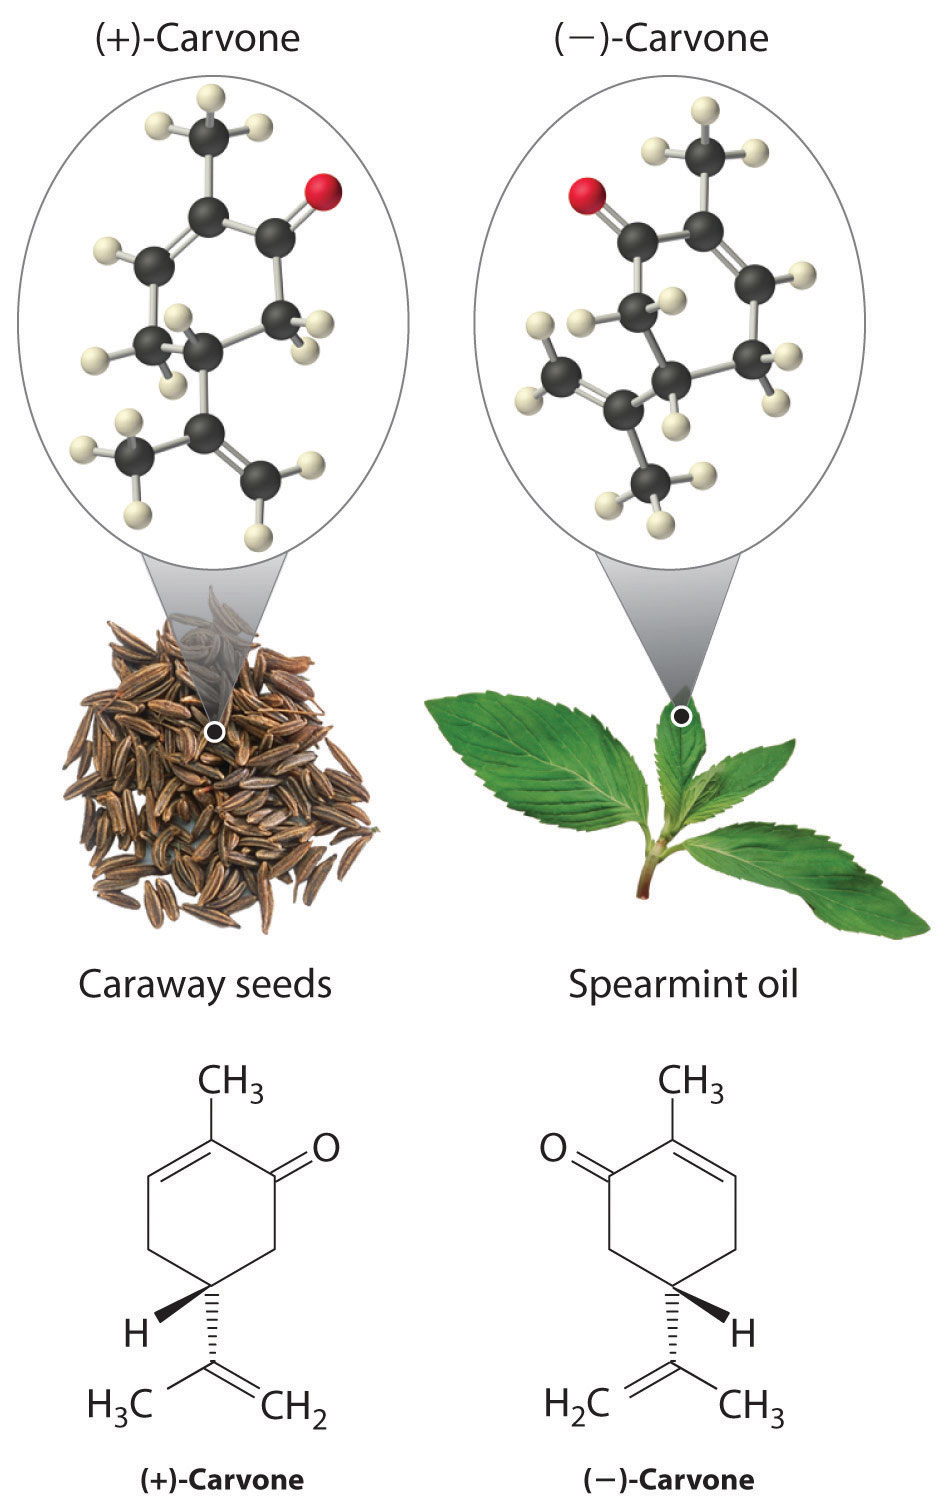 (+)-Carvone
(−)-Carvone
Caraway seeds
Spearmint oil
CH3
O
H
H3C
CH2
(+)-Carvone
CH3
O
H
H2C
CH3
(−)-Carvone